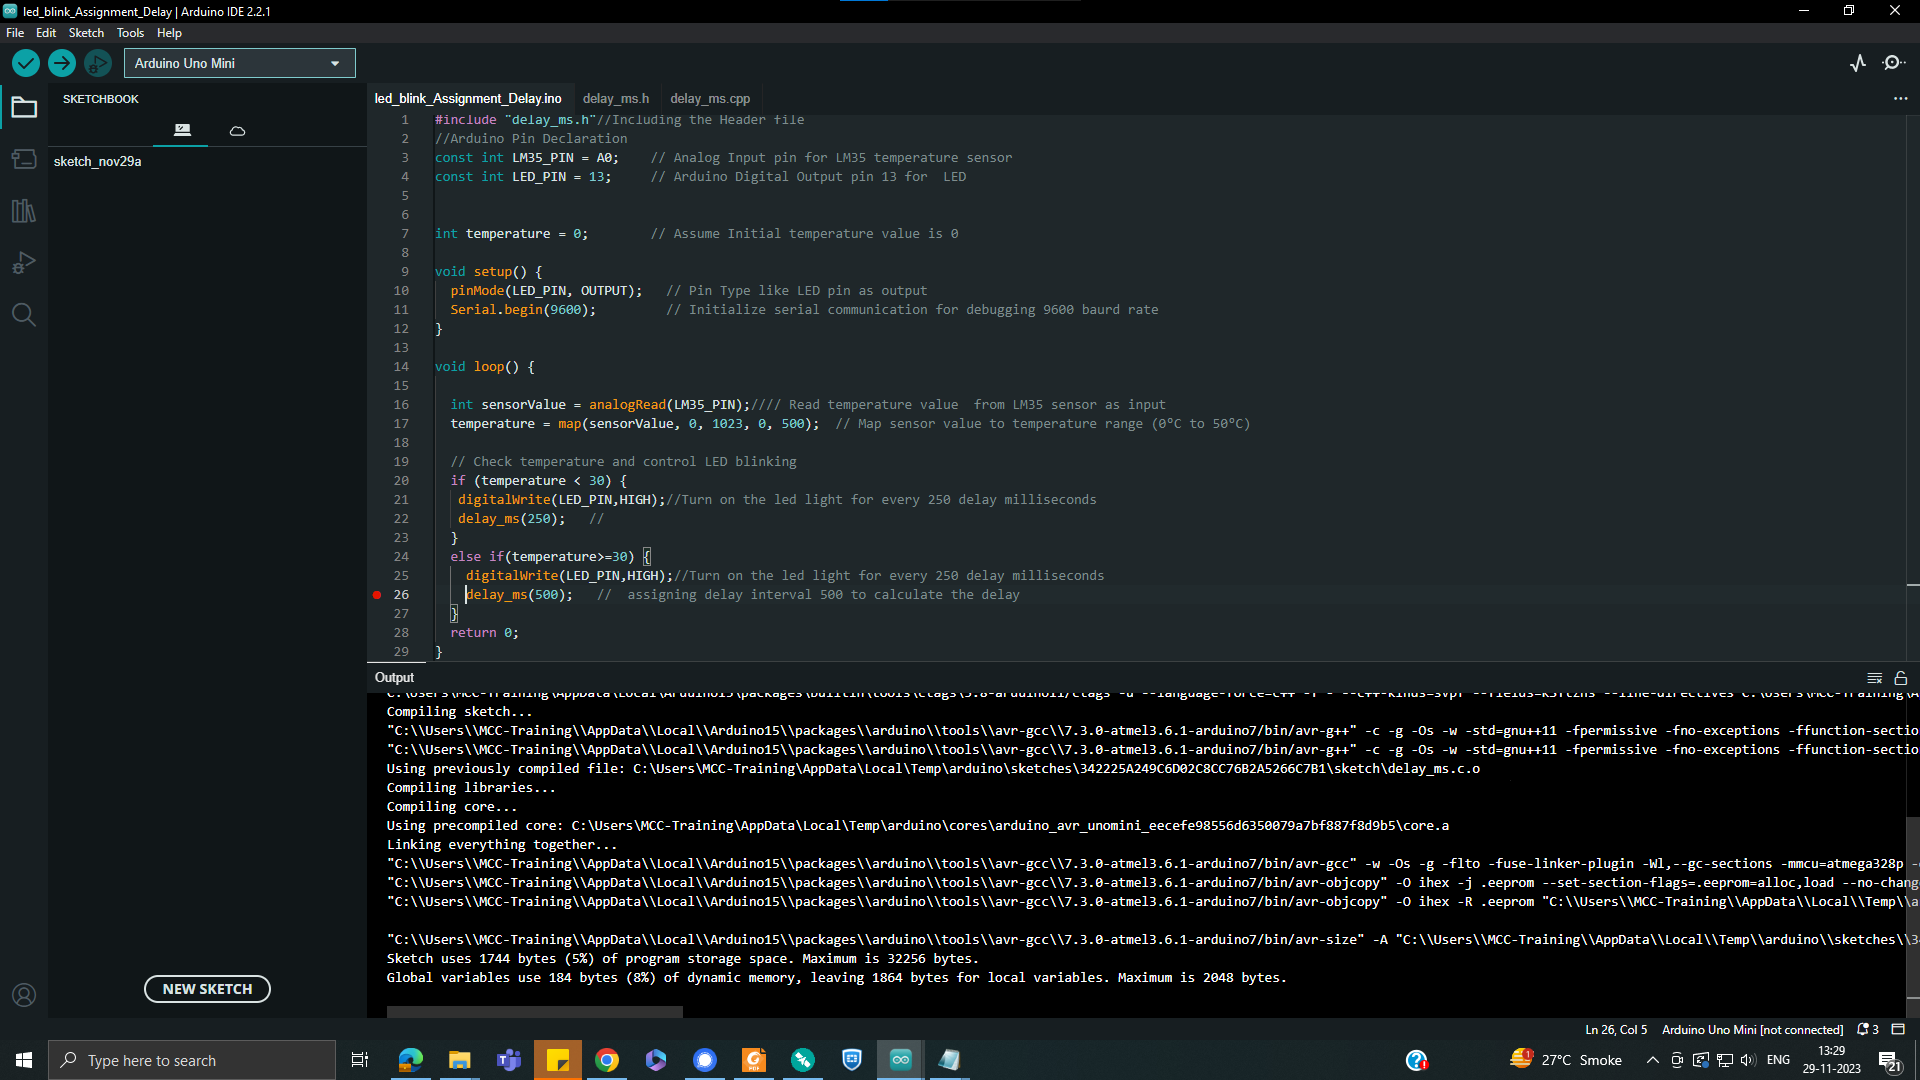 led_blink_Assignment_Delay | Arduino IDE 2.2.1
File Edit Sketch Tools Help
Arduino Uno Mini
SKETCHBOOK
sketch_nov29a
NEW SKETCH
led_blink_Assignment_Delay.ino delay_ms.h delay_ms.cpp
1 #include "delay_ms.h"//Including the Header file
2 //Arduino Pin Declaration
3 const int LM35_PIN = A0; // Analog Input pin for LM35 temperature sensor
4 const int LED_PIN = 13; // Arduino Digital Output pin 13 for LED
5
6
7 int temperature = 0; // Assume Initial temperature value is 0
8
9 void setup() {
10 pinMode(LED_PIN, OUTPUT); // Pin Type like LED pin as output
11 Serial.begin(9600); // Initialize serial communication for debugging 9600 baurd rate
12 }
13
14 void loop() {
15
16 int sensorValue = analogRead(LM35_PIN);//// Read temperature value from LM35 sensor as input
17 temperature = map(sensorValue, 0, 1023, 0, 500); // Map sensor value to temperature range (0°C to 50°C)
18
19 // Check temperature and control LED blinking
20 if (temperature < 30) {
21 digitalWrite(LED_PIN,HIGH);//Turn on the led light for every 250 delay milliseconds
22 delay_ms(250); //
23 }
24 else if(temperature>=30) {
25 digitalWrite(LED_PIN,HIGH);//Turn on the led light for every 250 delay milliseconds
26 delay_ms(500); // assigning delay interval 500 to calculate the delay
27 }
28 return 0;
29 }
Output
Compiling sketch...
"C:\\Users\\MCC-Training\\AppData\\Local\\Arduino15\\packages\\arduino\\tools\\avr-gcc\\7.3.0-atmel3.6.1-arduino7/bin/avr-g++" -c -g -Os -w -std=gnu++11 -fpermissive -fno-exceptions -ffunction-sectio
"C:\\Users\\MCC-Training\\AppData\\Local\\Arduino15\\packages\\arduino\\tools\\avr-gcc\\7.3.0-atmel3.6.1-arduino7/bin/avr-g++" -c -g -Os -w -std=gnu++11 -fpermissive -fno-exceptions -ffunction-sectio
Using previously compiled file: C:\Users\MCC-Training\AppData\Local\Temp\arduino\sketches\342225A249C6D02C8CC76B2A5266C7B1\sketch\delay_ms.c.o
Compiling libraries...
Compiling core...
Using precompiled core: C:\Users\MCC-Training\AppData\Local\Temp\arduino\cores\arduino_avr_unomini_eecefe98556d6350079a7bf887f8d9b5\core.a
Linking everything together...
"C:\\Users\\MCC-Training\\AppData\\Local\\Arduino15\\packages\\arduino\\tools\\avr-gcc\\7.3.0-atmel3.6.1-arduino7/bin/avr-gcc" -w -Os -g -flto -fuse-linker-plugin -Wl,--gc-sections -mmcu=atmega328p
"C:\\Users\\MCC-Training\\AppData\\Local\\Arduino15\\packages\\arduino\\tools\\avr-gcc\\7.3.0-atmel3.6.1-arduino7/bin/avr-objcopy" -O ihex -j .eeprom --set-section-flags=.eeprom=alloc,load --no-chang
"C:\\Users\\MCC-Training\\AppData\\Local\\Arduino15\\packages\\arduino\\tools\\avr-gcc\\7.3.0-atmel3.6.1-arduino7/bin/avr-objcopy" -O ihex -R .eeprom "C:\\Users\\MCC-Training\\AppData\\Local\\Temp\\a
"C:\\Users\\MCC-Training\\AppData\\Local\\Arduino15\\packages\\arduino\\tools\\avr-gcc\\7.3.0-atmel3.6.1-arduino7/bin/avr-size" -A "C:\\Users\\MCC-Training\\AppData\\Local\\Temp\\arduino\\sketches\\3
Sketch uses 1744 bytes (5%) of program storage space. Maximum is 32256 bytes.
Global variables use 184 bytes (8%) of dynamic memory, leaving 1864 bytes for local variables. Maximum is 2048 bytes.
Ln 26, Col 5 Arduino Uno Mini [not connected] 3
Type here to search
27°C Smoke
ENG
13:29
29-11-2023
21